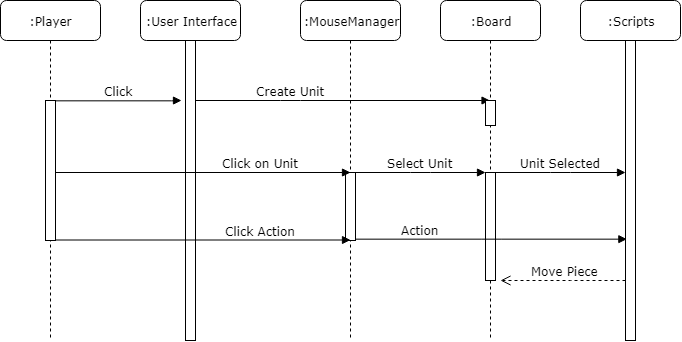 :Player
:User Interface
:MouseManager
:Board
:Scripts
Click
Create Unit
Click on Unit
Select Unit
Unit Selected
Click Action
Action
Move Piece